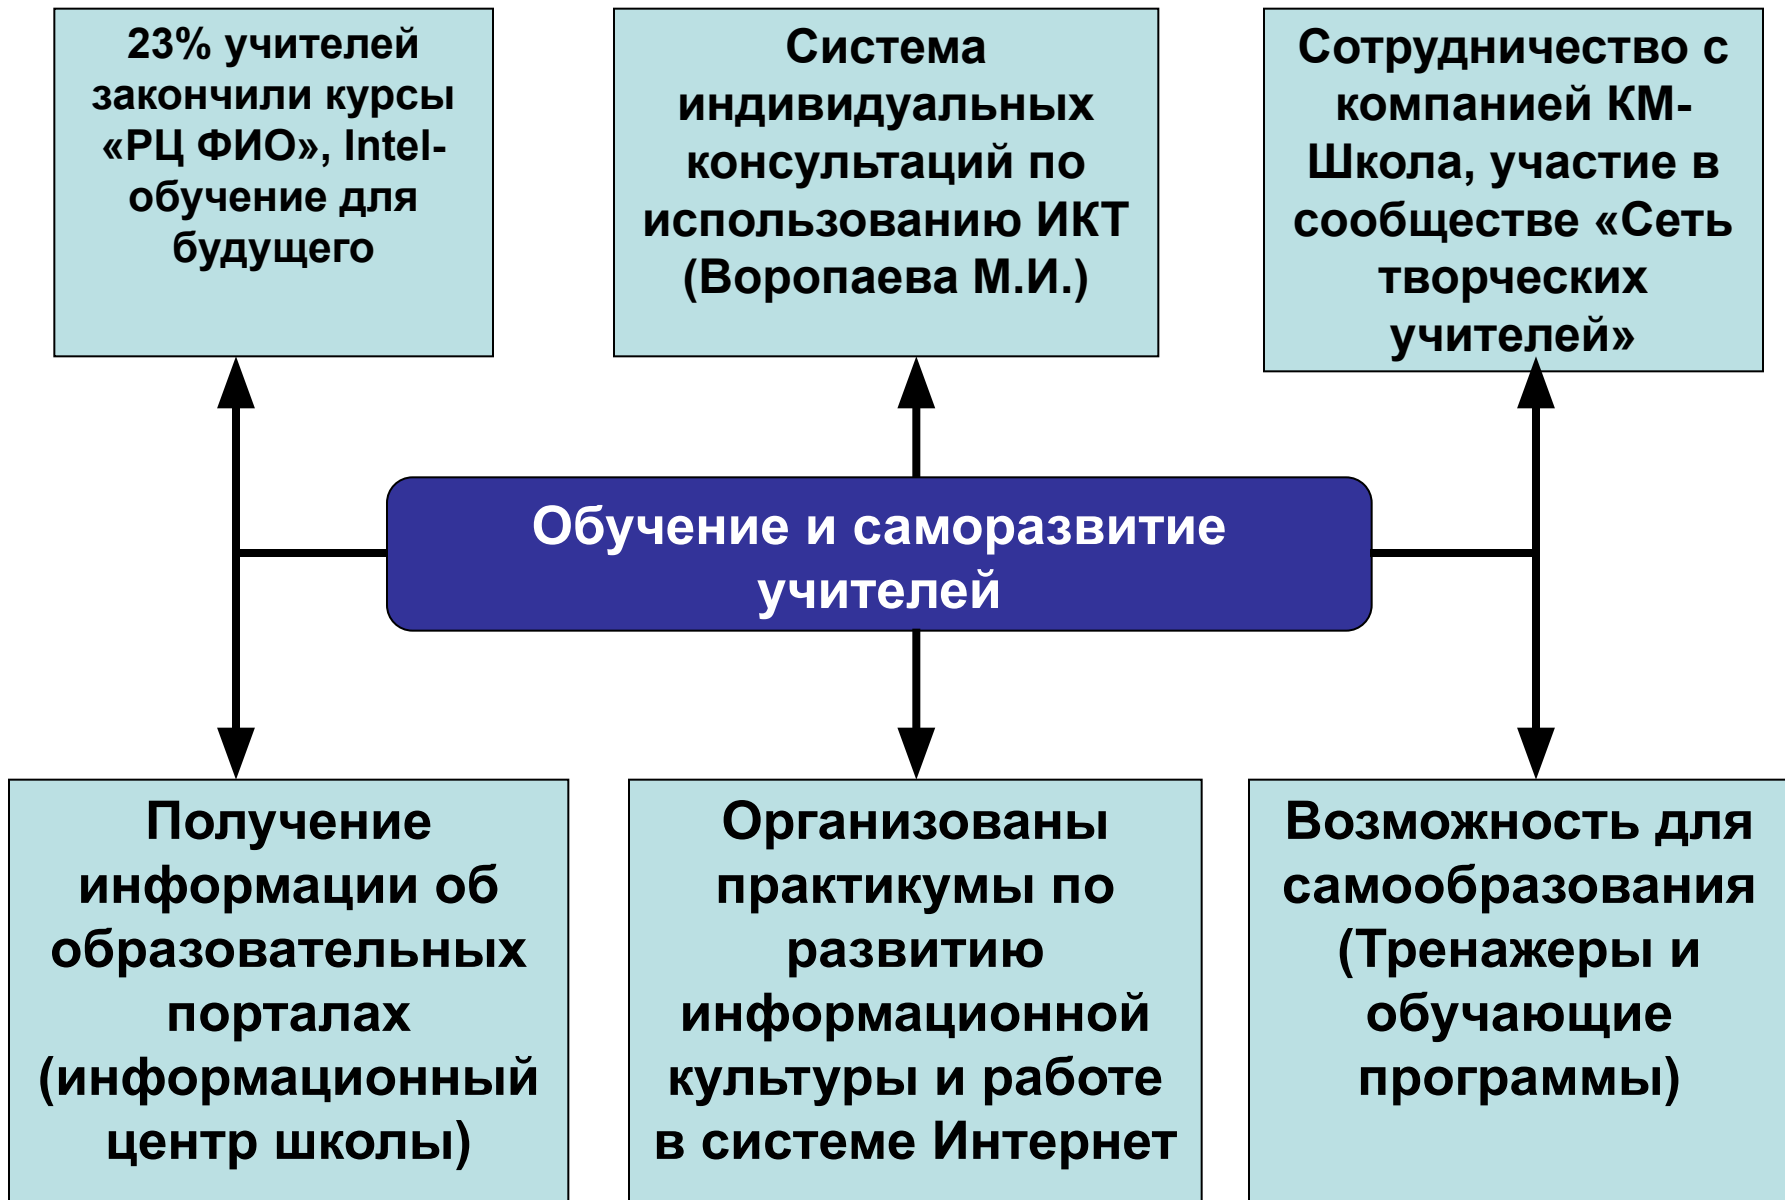 23% учителей
закончили курсы
«РЦ ФИО», Intel-
обучение для
будущего
Система
индивидуальных
консультаций по
использованию ИКТ
(Воропаева М.И.)
Сотрудничество с
компанией КМ-
Школа, участие в
сообществе «Сеть
творческих
учителей»
Обучение и саморазвитие
учителей
Получение
информации об
образовательных
порталах
(информационный
центр школы)
Организованы
практикумы по
развитию
информационной
культуры и работе
в системе Интернет
Возможность для
самообразования
(Тренажеры и
обучающие
программы)